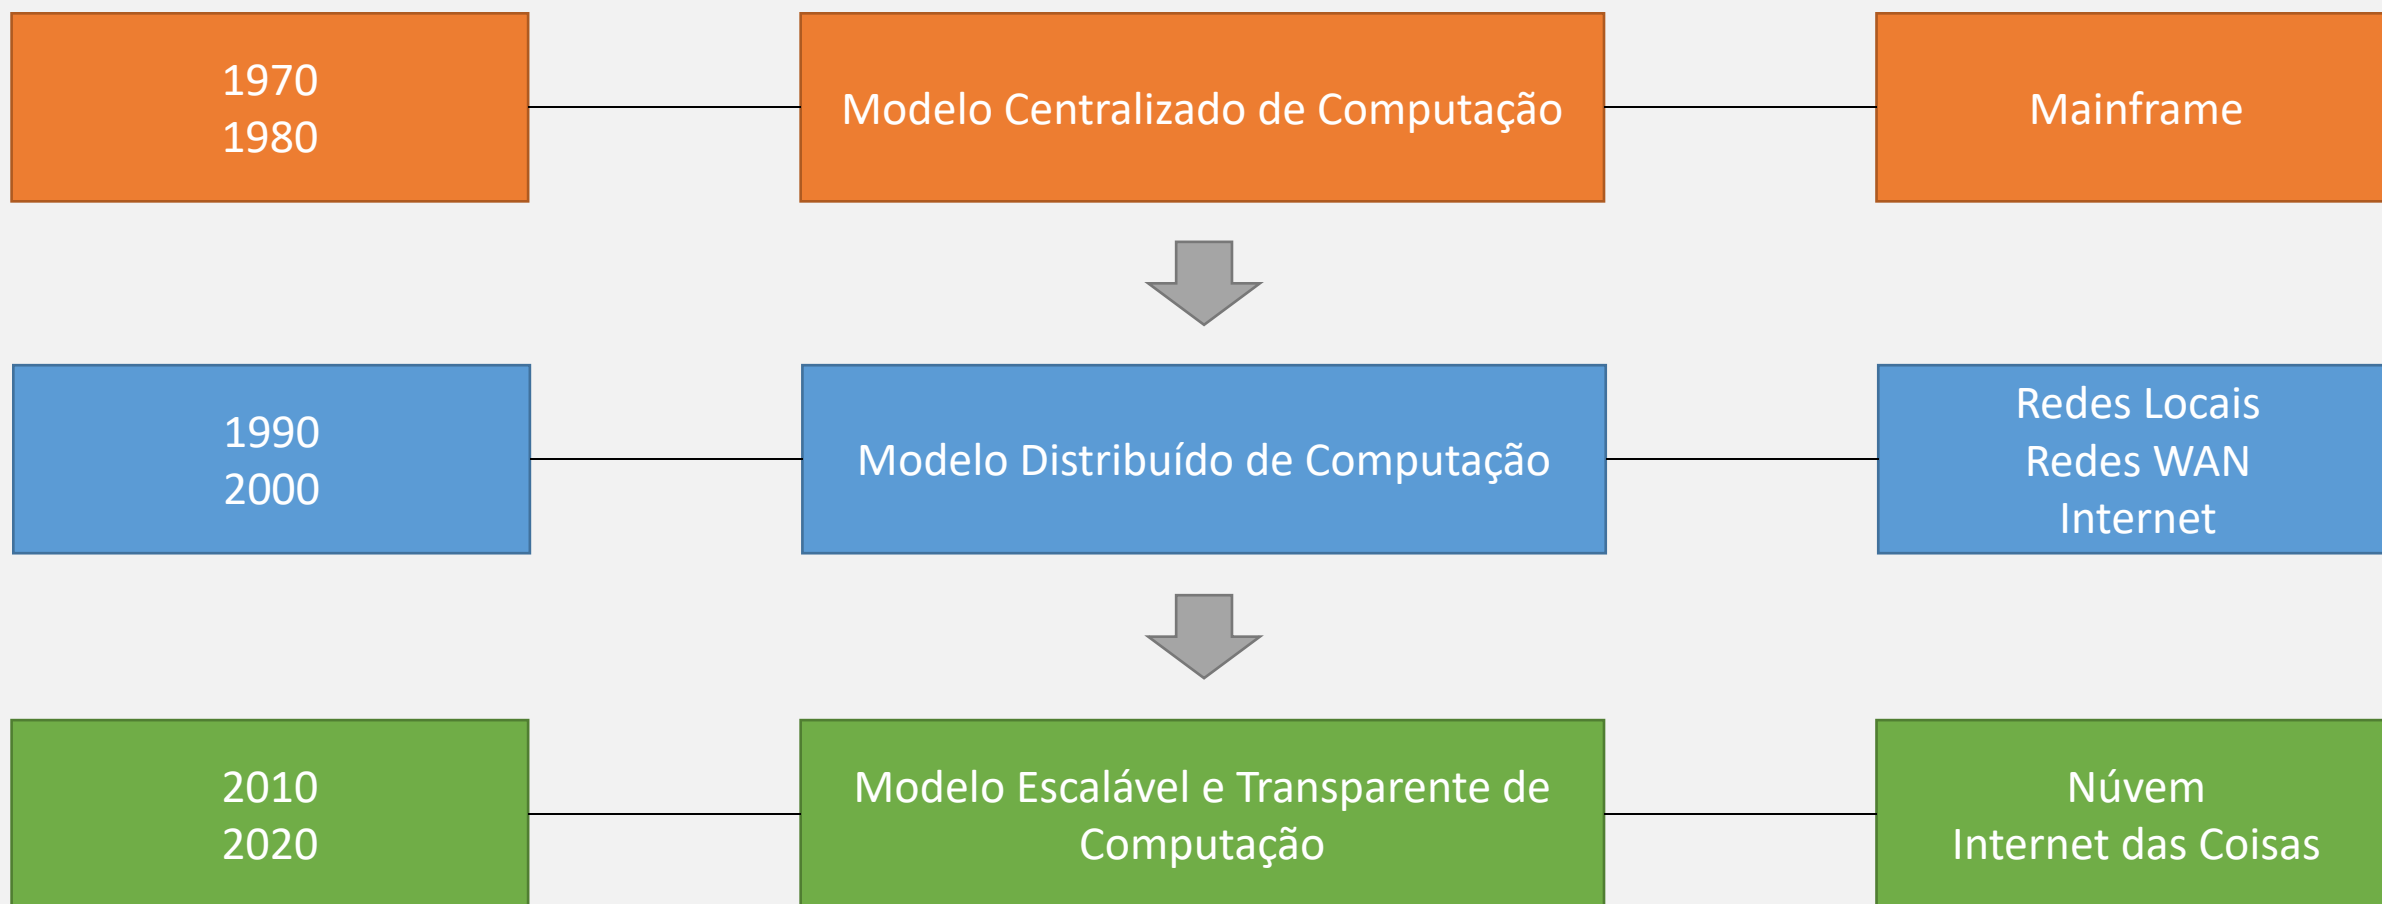 1970
1980
Modelo Centralizado de Computação
Mainframe
1990
2000
Modelo Distribuído de Computação
Redes Locais
Redes WAN
Internet
2010
2020
Modelo Escalável e Transparente de
Computação
Núvem
Internet das Coisas